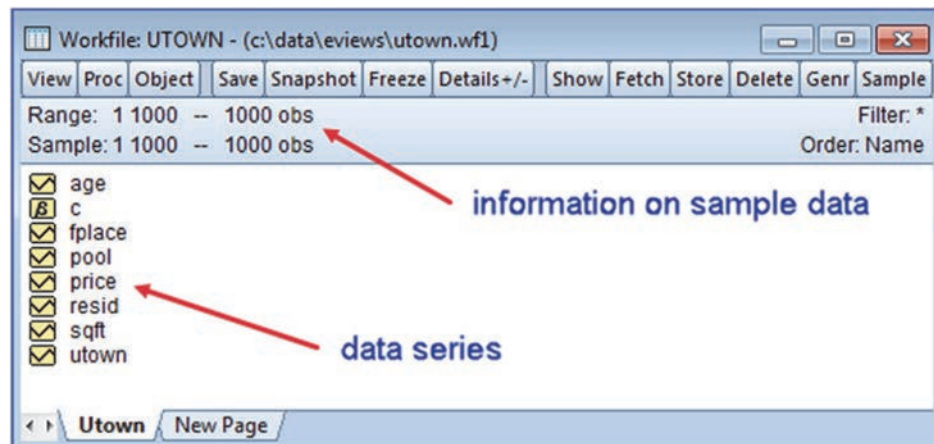 Workfile: UTOWN - (c:\data\eviews\utown.wf1)
View Proc Object Save Snapshot Freeze Details+/- Show Fetch Store Delete Genr Sample
Range: 1 1000 -- 1000 obs Filter: *
Sample: 1 1000 -- 1000 obs Order: Name
age
β c
fplace
information on sample data
pool
price
resid
sqft
data series
utown
Utown New Page